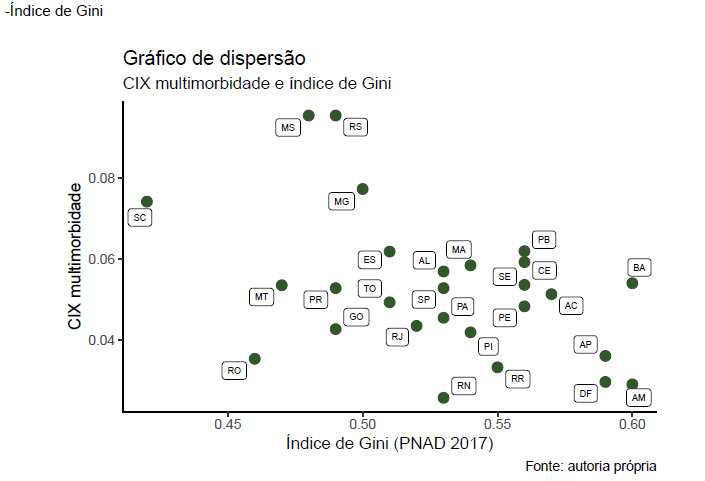 -Índice de Gini
Gráfico de dispersão
CIX multimorbidade e índice de Gini
CIX multimorbidade
0.08
0.06
0.04
MS
RS
MG
SC
ES
AL
MA
PB
CE
BA
SE
MT
PR
TO
SP
PA
PE
AC
GO
RJ
PI
AP
RO
RN
RR
DF
AM
0.45
0.50
0.55
0.60
Índice de Gini (PNAD 2017)
Fonte: autoria própria